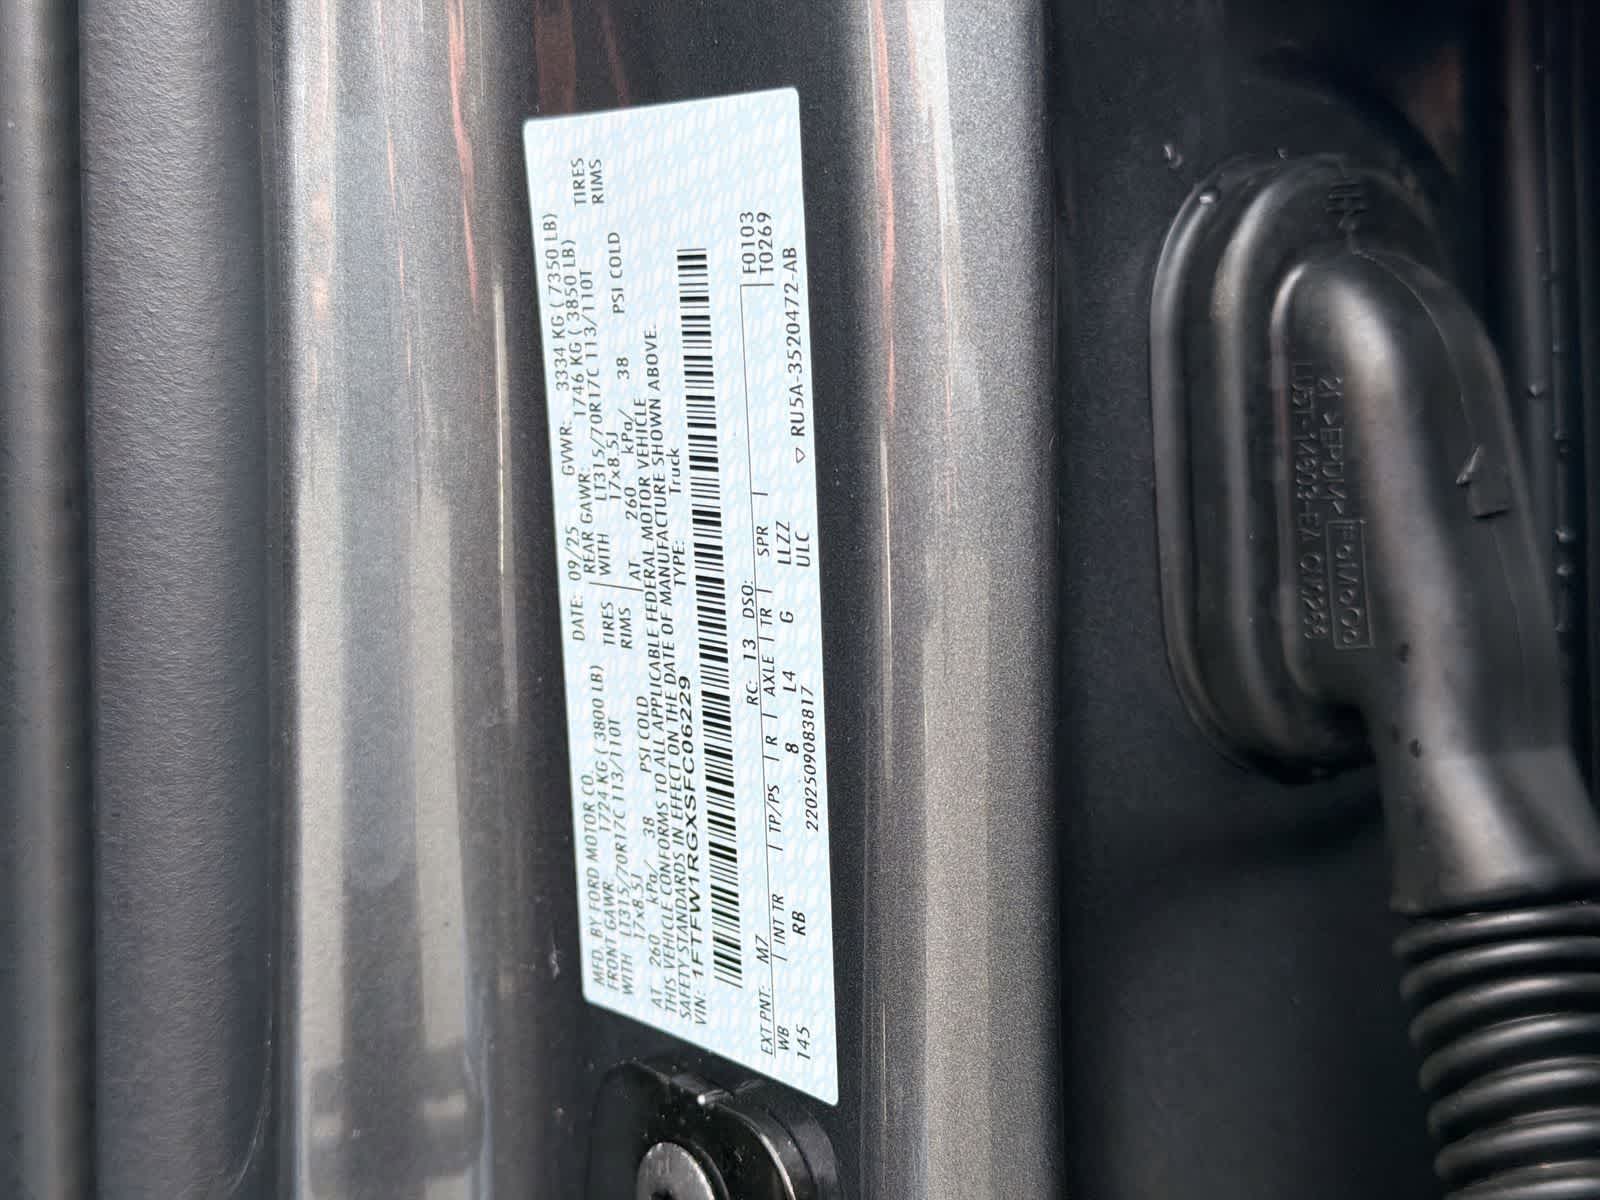 MFD. BY FORD MOTOR CO.
DATE: 09/25 GVWR: 3334 KG ( 7350 LB)
FRONT GAWR: 1724 KG ( 3800 LB) REAR GAWR: 1746 KG ( 3850 LB)
WITH LT315/70R17C 113/110T TIRES WITH LT315/70R17C 113/110T TIRES
17x8.5J RIMS 17x8.5J RIMS
AT 260 kPa/ 38 PSI COLD AT 260 kPa/ 38 PSI COLD
THIS VEHICLE CONFORMS TO ALL APPLICABLE FEDERAL MOTOR VEHICLE
SAFETY STANDARDS IN EFFECT ON THE DATE OF MANUFACTURE SHOWN ABOVE.
VIN: 1FTFW1RGXSFC06229 TYPE: Truck
EXT PNT: M7 RC: 13 DSO: F0103
WB INT TR TP/PS R AXLE TR SPR T0269
145 RB 8 L4 G LLZZ
2202509083817 ULC ▽ RU5A-3520472-AB
>EPDM<